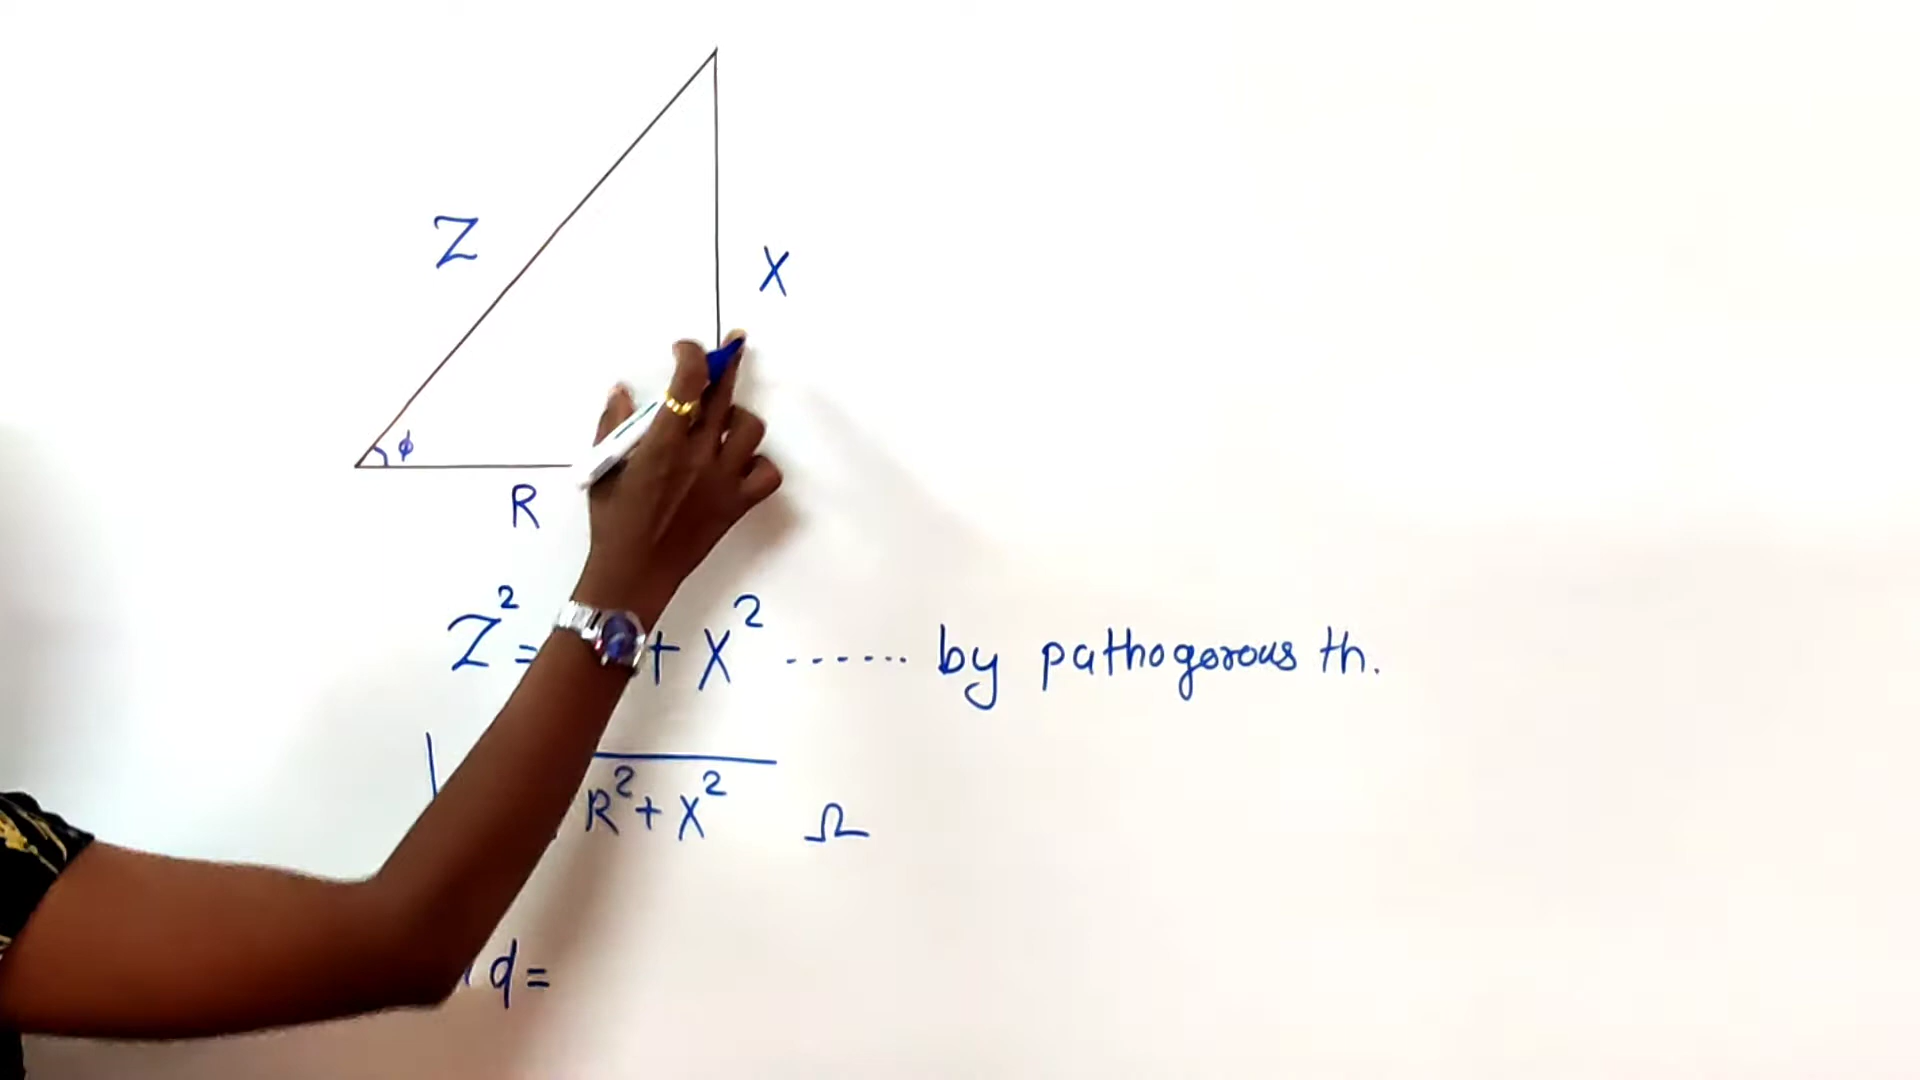 Z
X
ϕ
R
Z² = + X² ...... by pathogorous th.
R² + X² Ω
=